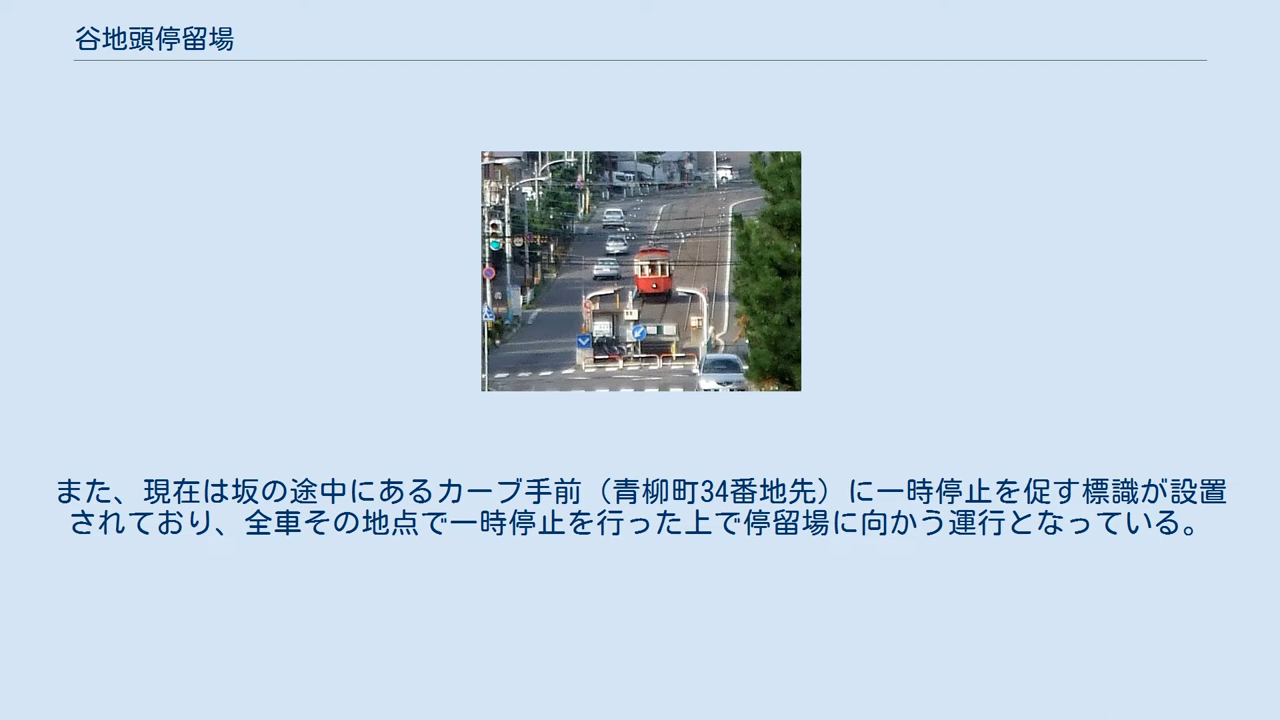 谷地頭停留場
また、現在は坂の途中にあるカーブ手前（青柳町34番地先）に一時停止を促す標識が設置
されており、全車その地点で一時停止を行った上で停留場に向かう運行となっている。